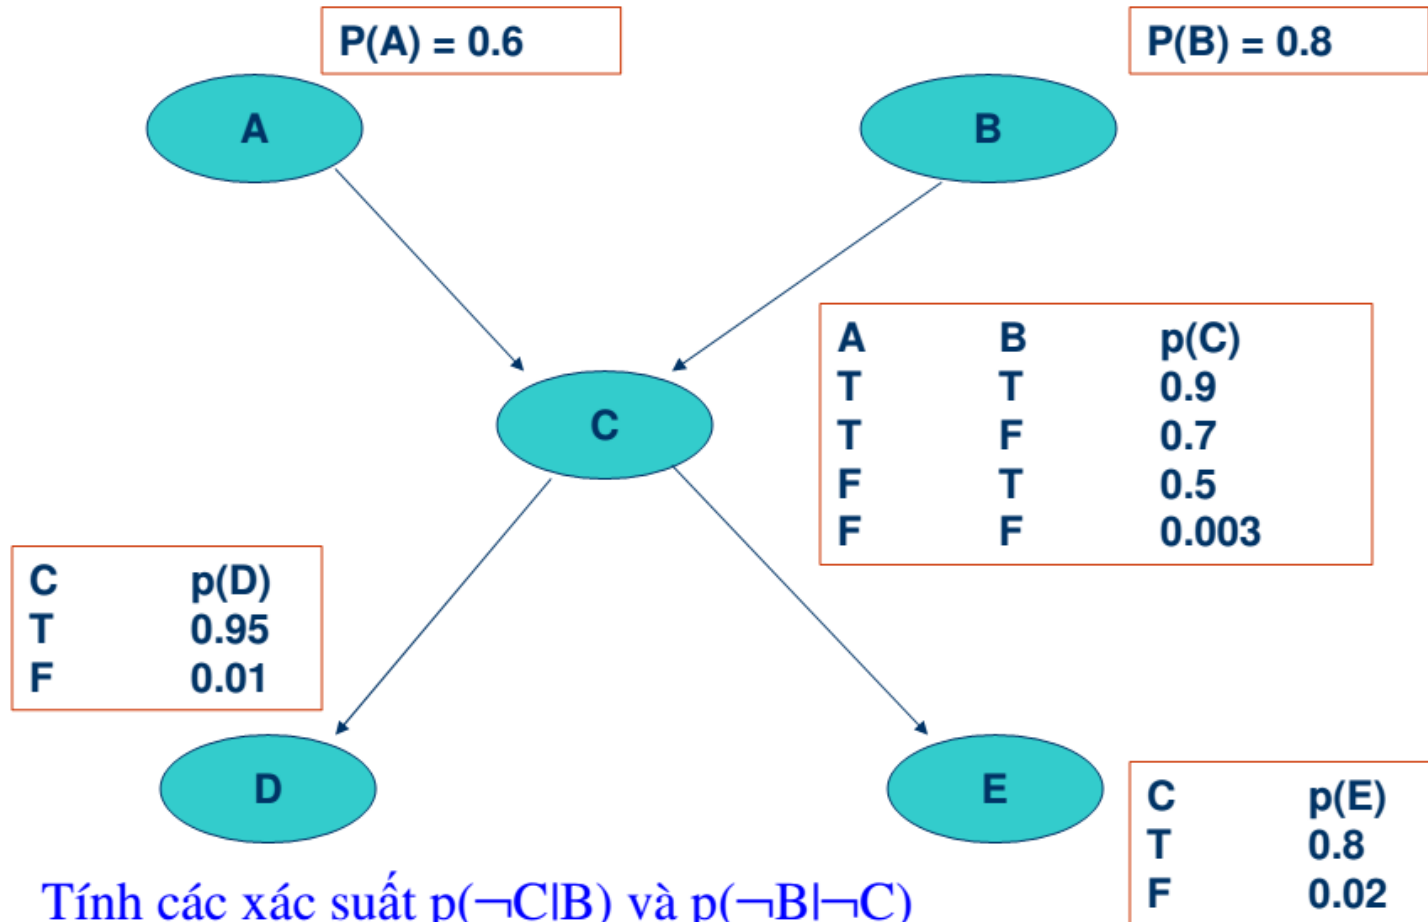 P(A) = 0.6
P(B) = 0.8
A
B
A B p(C)
T T 0.9
T F 0.7
F T 0.5
F F 0.003
C
C p(D)
T 0.95
F 0.01
D
E
C p(E)
T 0.8
F 0.02
Tính các xác suất p(¬C|B) và p(¬B|¬C)